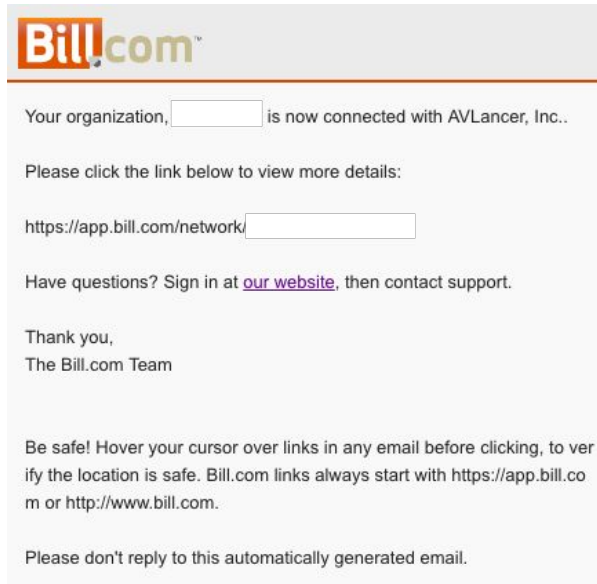 Bill.com™
Your organization, is now connected with AVLancer, Inc..
Please click the link below to view more details:
https://app.bill.com/network/
Have questions? Sign in at our website, then contact support.
Thank you,
The Bill.com Team
Be safe! Hover your cursor over links in any email before clicking, to ver
ify the location is safe. Bill.com links always start with https://app.bill.co
m or http://www.bill.com.
Please don't reply to this automatically generated email.